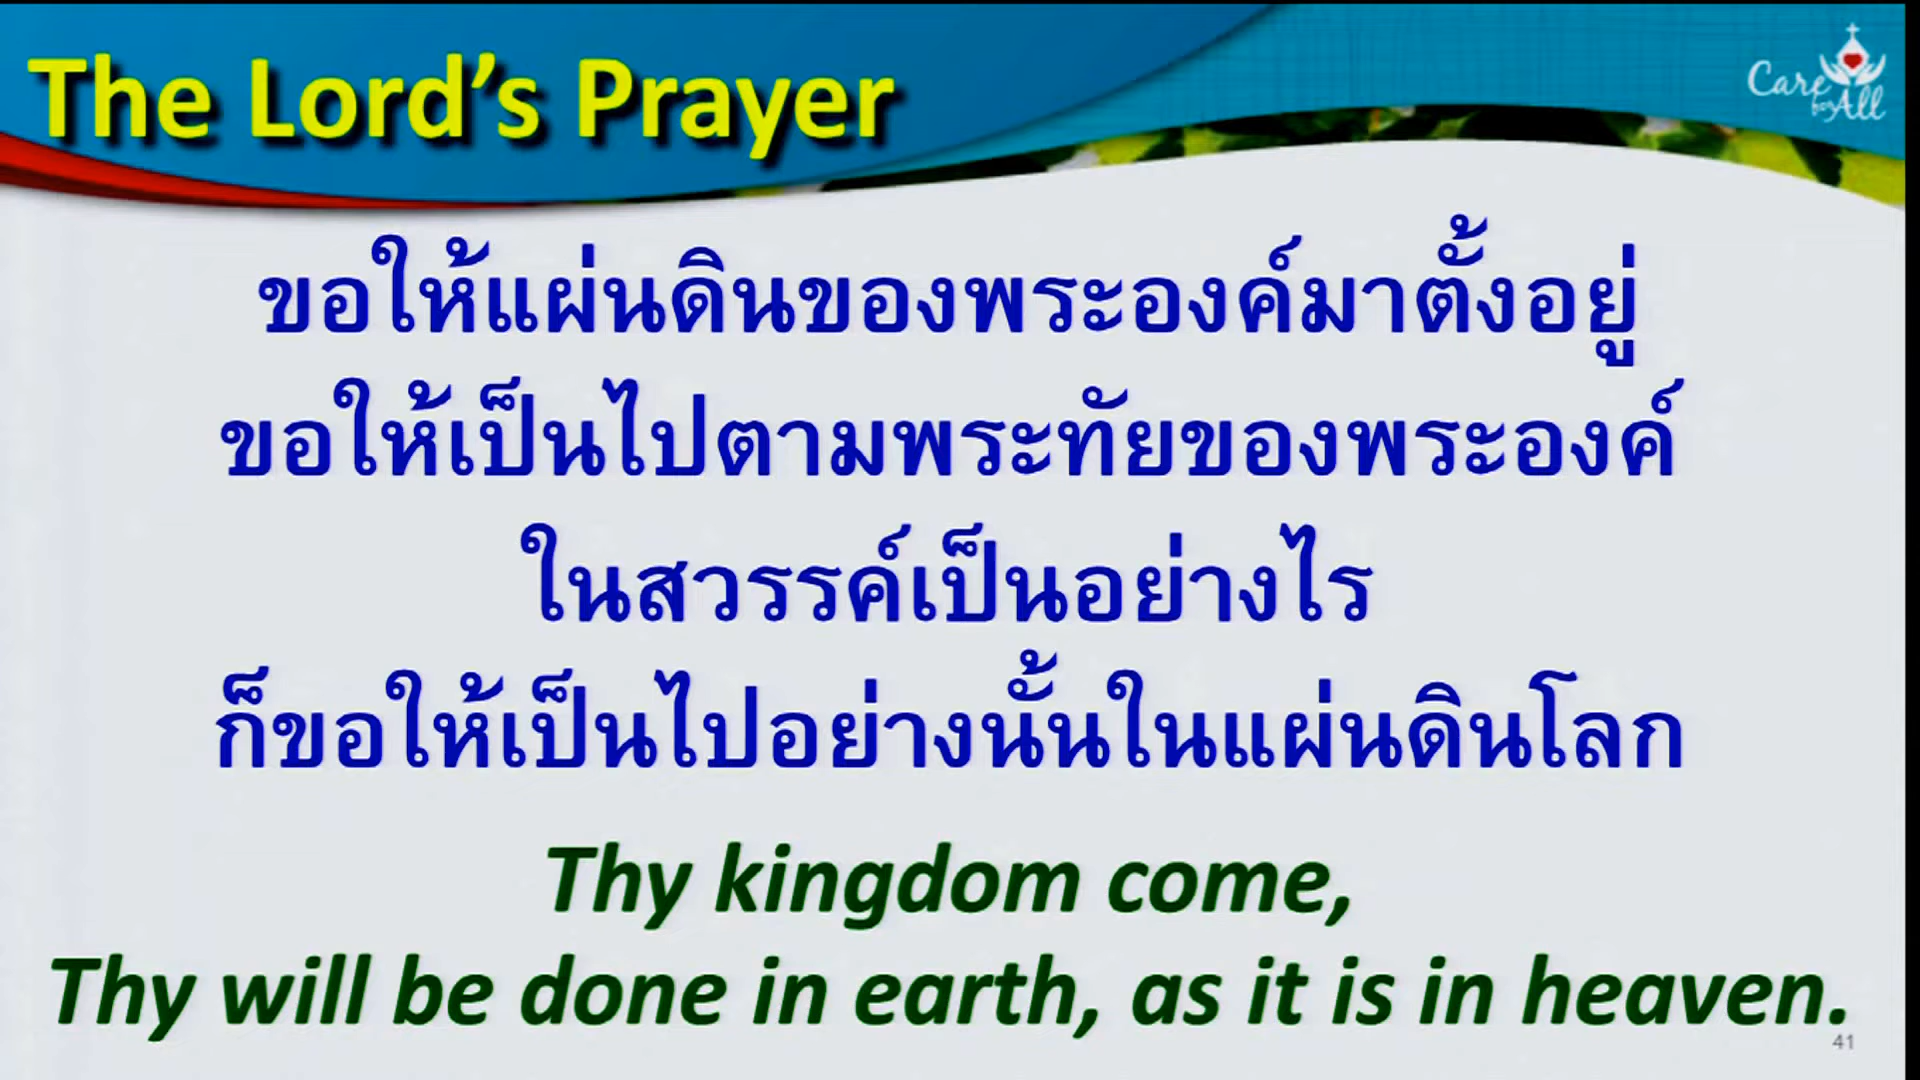 The Lord’s Prayer
Care
for All
ขอให้แผ่นดินของพระองค์มาตั้งอยู่
ขอให้เป็นไปตามพระทัยของพระองค์
ในสวรรค์เป็นอย่างไร
ก็ขอให้เป็นไปอย่างนั้นในแผ่นดินโลก
Thy kingdom come,
Thy will be done in earth, as it is in heaven.
41